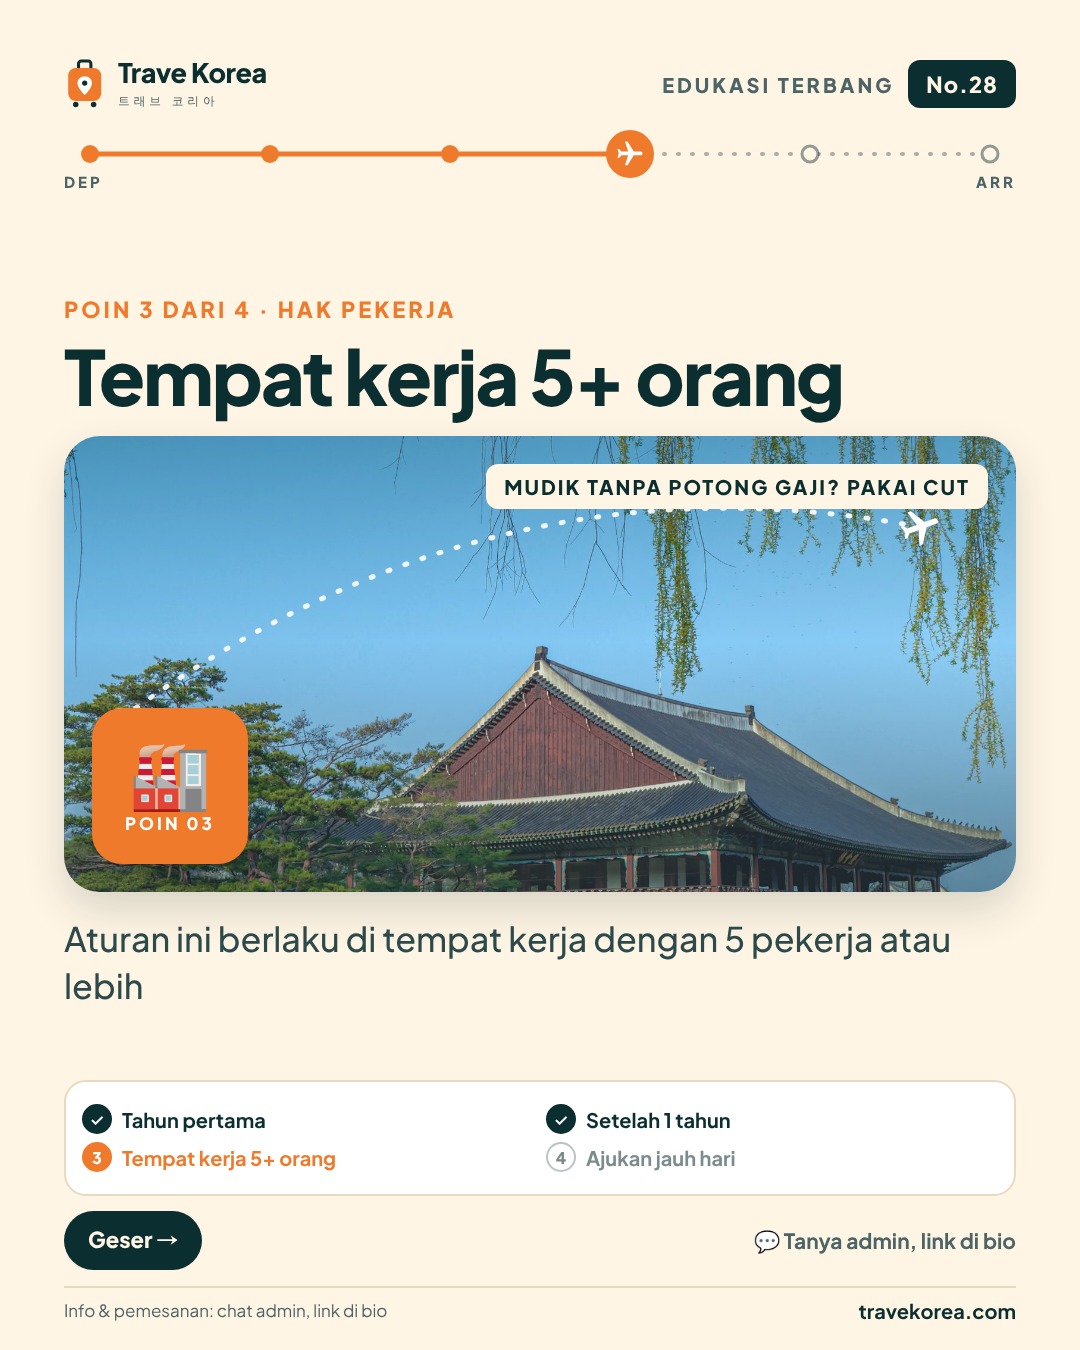 Trave Korea
트래브 코리아
EDUKASI TERBANG
No.28
DEP
ARR
POIN 3 DARI 4 · HAK PEKERJA
Tempat kerja 5+ orang
MUDIK TANPA POTONG GAJI? PAKAI CUT
POIN 03
Aturan ini berlaku di tempat kerja dengan 5 pekerja atau
lebih
Tahun pertama
Setelah 1 tahun
3 Tempat kerja 5+ orang
4 Ajukan jauh hari
Geser →
💬 Tanya admin, link di bio
Info & pemesanan: chat admin, link di bio
travekorea.com